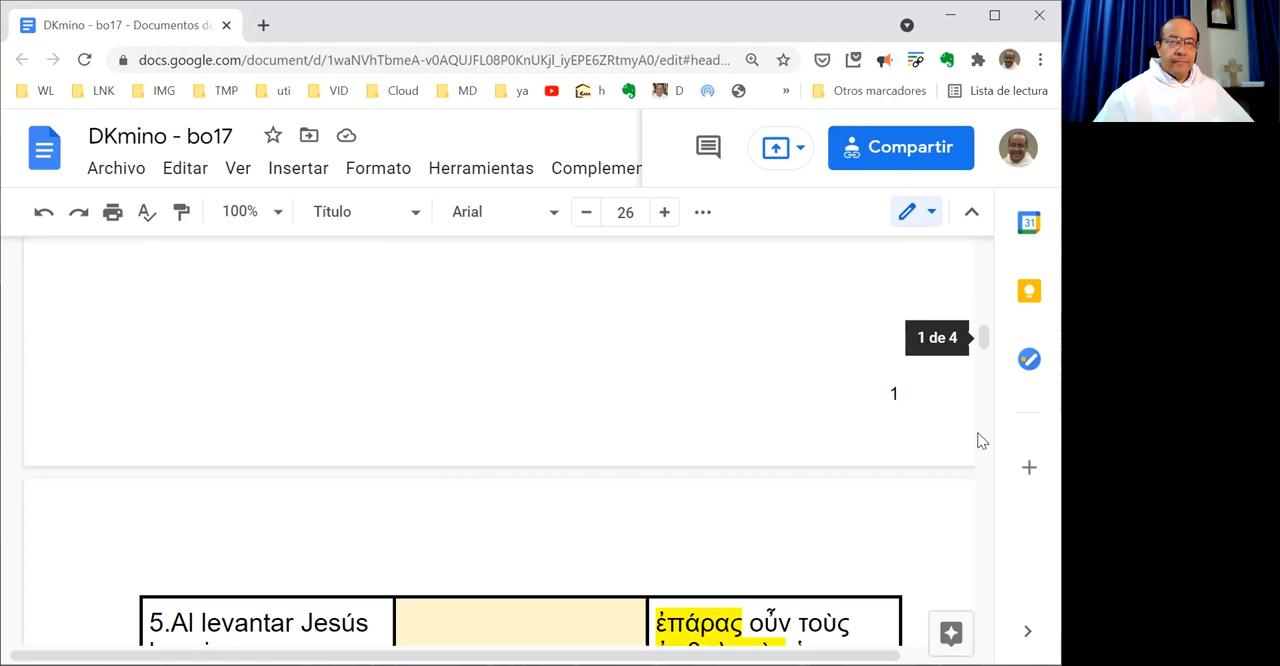 DKmino - bo17 - Documentos de
docs.google.com/document/d/1waNVhTbmeA-v0AQUJFL08P0KnUKjl_iyEPE6ZRtmyA0/edit#head...
WL LNK IMG TMP uti VID Cloud MD ya h D » Otros marcadores Lista de lectura
DKmino - bo17
Archivo Editar Ver Insertar Formato Herramientas Complemen
Compartir
100% Título Arial − 26 + ...
31
1 de 4
1
5.Al levantar Jesús
ἐπάρας οὖν τοὺς